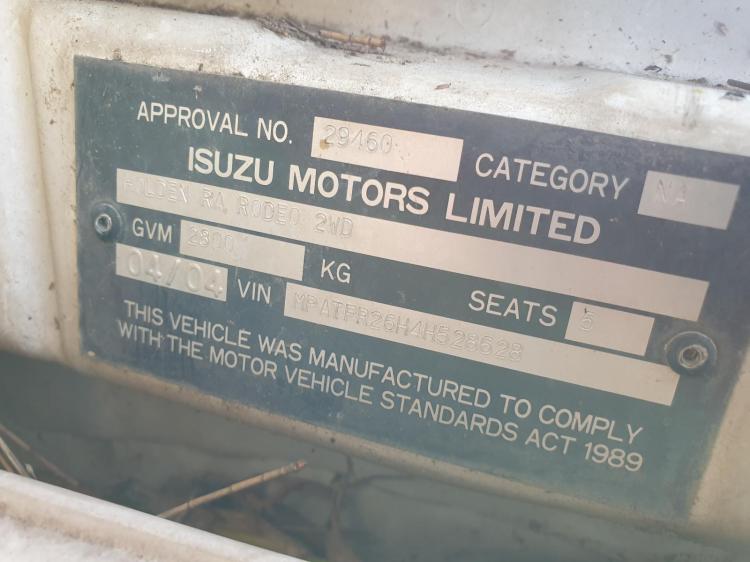 APPROVAL NO. 29460 CATEGORY NA
ISUZU MOTORS LIMITED
HOLDEN RA RODEO 2WD
GVM 2800 KG SEATS 5
04/04 VIN MPATFR26H4H528628
THIS VEHICLE WAS MANUFACTURED TO COMPLY
WITH THE MOTOR VEHICLE STANDARDS ACT 1989